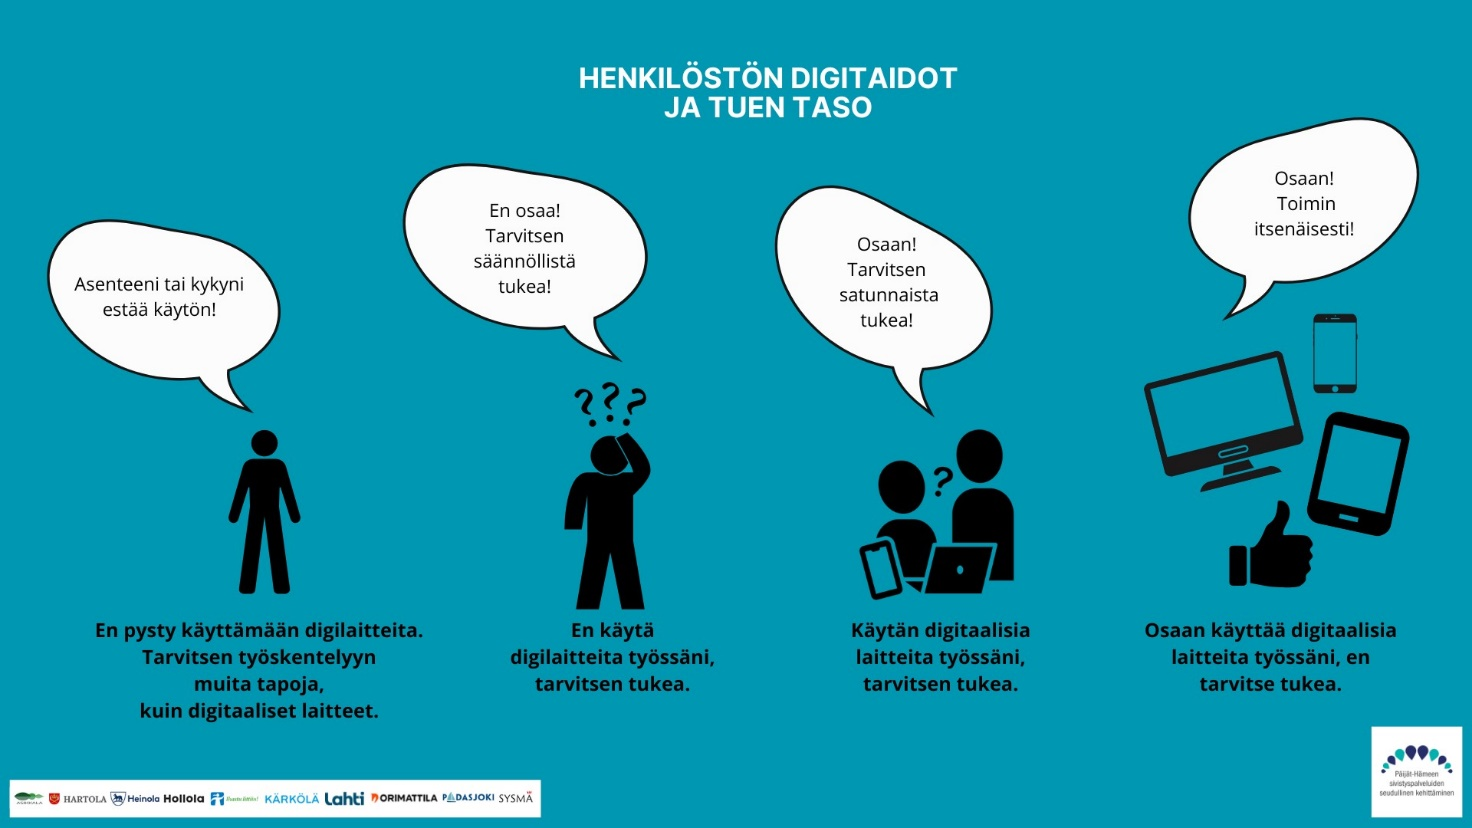 HENKILÖSTÖN DIGITAIDOT
JA TUEN TASO
Asenteeni tai kykyni
estää käytön!
En osaa!
Tarvitsen
säännöllistä
tukea!
Osaan!
Tarvitsen
satunnaista
tukea!
Osaan!
Toimin
itsenäisesti!
En pysty käyttämään digilaitteita.
Tarvitsen työskentelyyn
muita tapoja,
kuin digitaaliset laitteet.
En käytä
digilaitteita työssäni,
tarvitsen tukea.
Käytän digitaalisia
laitteita työssäni,
tarvitsen tukea.
Osaan käyttää digitaalisia
laitteita työssäni, en
tarvitse tukea.
HARTOLA Heinola Hollola KÄRKÖLÄ Lahti ORIMATTILA PADASJOKI SYSMÄ
Päijät-Hämeen
sivistyspalveluiden
seudullinen kehittäminen